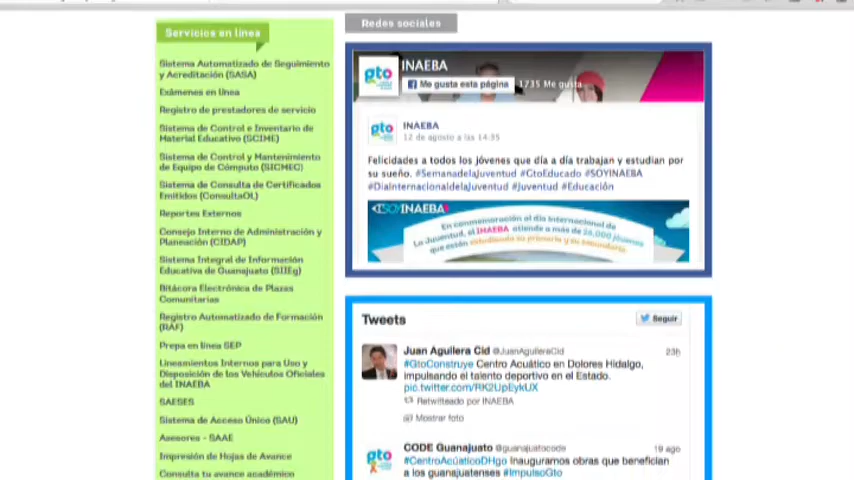 Servicios en línea
Sistema Automatizado de Seguimiento
y Acreditación (SASA)
Exámenes en línea
Registro de prestadores de servicio
Sistema de Control e Inventario de
Material Educativo (SCIME)
Sistema de Control y Mantenimiento
de Equipo de Cómputo (SICMEC)
Sistema de Consulta de Certificados
Emitidos (ConsultaOL)
Reportes Externos
Consejo Interno de Administración y
Planeación (CIDAP)
Sistema Integral de Información
Educativa de Guanajuato (SIIEg)
Bitácora Electrónica de Plazas
Comunitarias
Registro Automatizado de Formación
(RAF)
Prepa en línea SEP
Lineamientos Internos para Uso y
Disposición de los Vehículos Oficiales
del INAEBA
SAESES
Sistema de Acceso Único (SAU)
Asesores - SAAE
Impresión de Hojas de Avance
Consulta tu avance académico
Redes sociales
gto
INAEBA
Me gusta esta página
1735 Me gusta
gto
INAEBA
12 de agosto a las 14:35
Felicidades a todos los jóvenes que día a día trabajan y estudian por
su sueño. #SemanadelaJuventud #GtoEducado #SOYINAEBA
#DiaInternacionaldelaJuventud #Juventud #Educación
#SOYINAEBA
En conmemoración al día Internacional de
La Juventud, el INAEBA atiende a más de 26,000 jóvenes
que están estudiando su primaria y su secundaria
Tweets
Seguir
Juan Aguilera Cid @JuanAguileraCid 23h
#GtoConstruye Centro Acuático en Dolores Hidalgo,
impulsando el talento deportivo en el Estado.
pic.twitter.com/RK2UpEykUX
Retwitteado por INAEBA
Mostrar foto
gto
CODE Guanajuato @guanajuatocode 19 ago
#CentroAcúaticoDHgo Inauguramos obras que benefician
a los guanajuatenses #ImpulsoGto